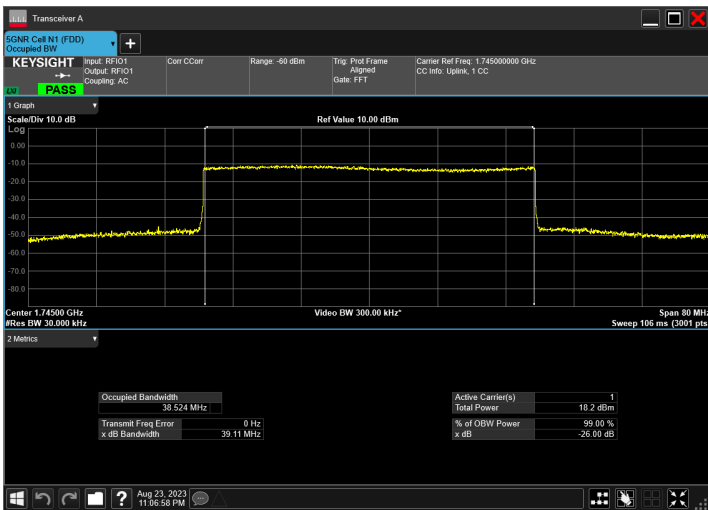 Transceiver A
5GNR Cell N1 (FDD)
Occupied BW
KEYSIGHT
PASS
Input: RFIO1
Output: RFIO1
Coupling: AC
Corr CCorr
Range: -60 dBm
Trig: Prot Frame
Aligned
Gate: FFT
Carrier Ref Freq: 1.745000000 GHz
CC Info: Uplink, 1 CC
1 Graph
Scale/Div 10.0 dB
Ref Value 10.00 dBm
Log
0.00
-10.0
-20.0
-30.0
-40.0
-50.0
-60.0
-70.0
-80.0
Center 1.74500 GHz
Video BW 300.00 kHz*
Span 80 MHz
#Res BW 30.000 kHz
Sweep 106 ms (3001 pts
2 Metrics
Occupied Bandwidth
38.524 MHz
Transmit Freq Error 0 Hz
x dB Bandwidth 39.11 MHz
Active Carrier(s) 1
Total Power 18.2 dBm
% of OBW Power 99.00 %
x dB -26.00 dB
Aug 23, 2023
11:06:58 PM